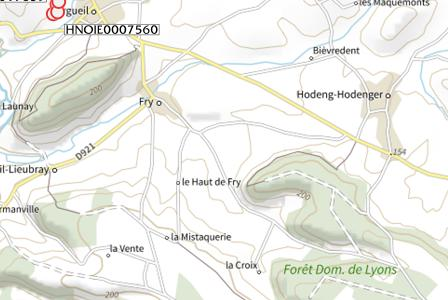 gueil
les Maquemonts
HNOIE0007560
Bièvredent
200
Hodeng-Hodenger
Launay
Fry
D921
154
il-Lieubray
le Haut de Fry
200
rmanville
la Mistaquerie
la Vente
la Croix
Forêt Dom. de Lyons
200